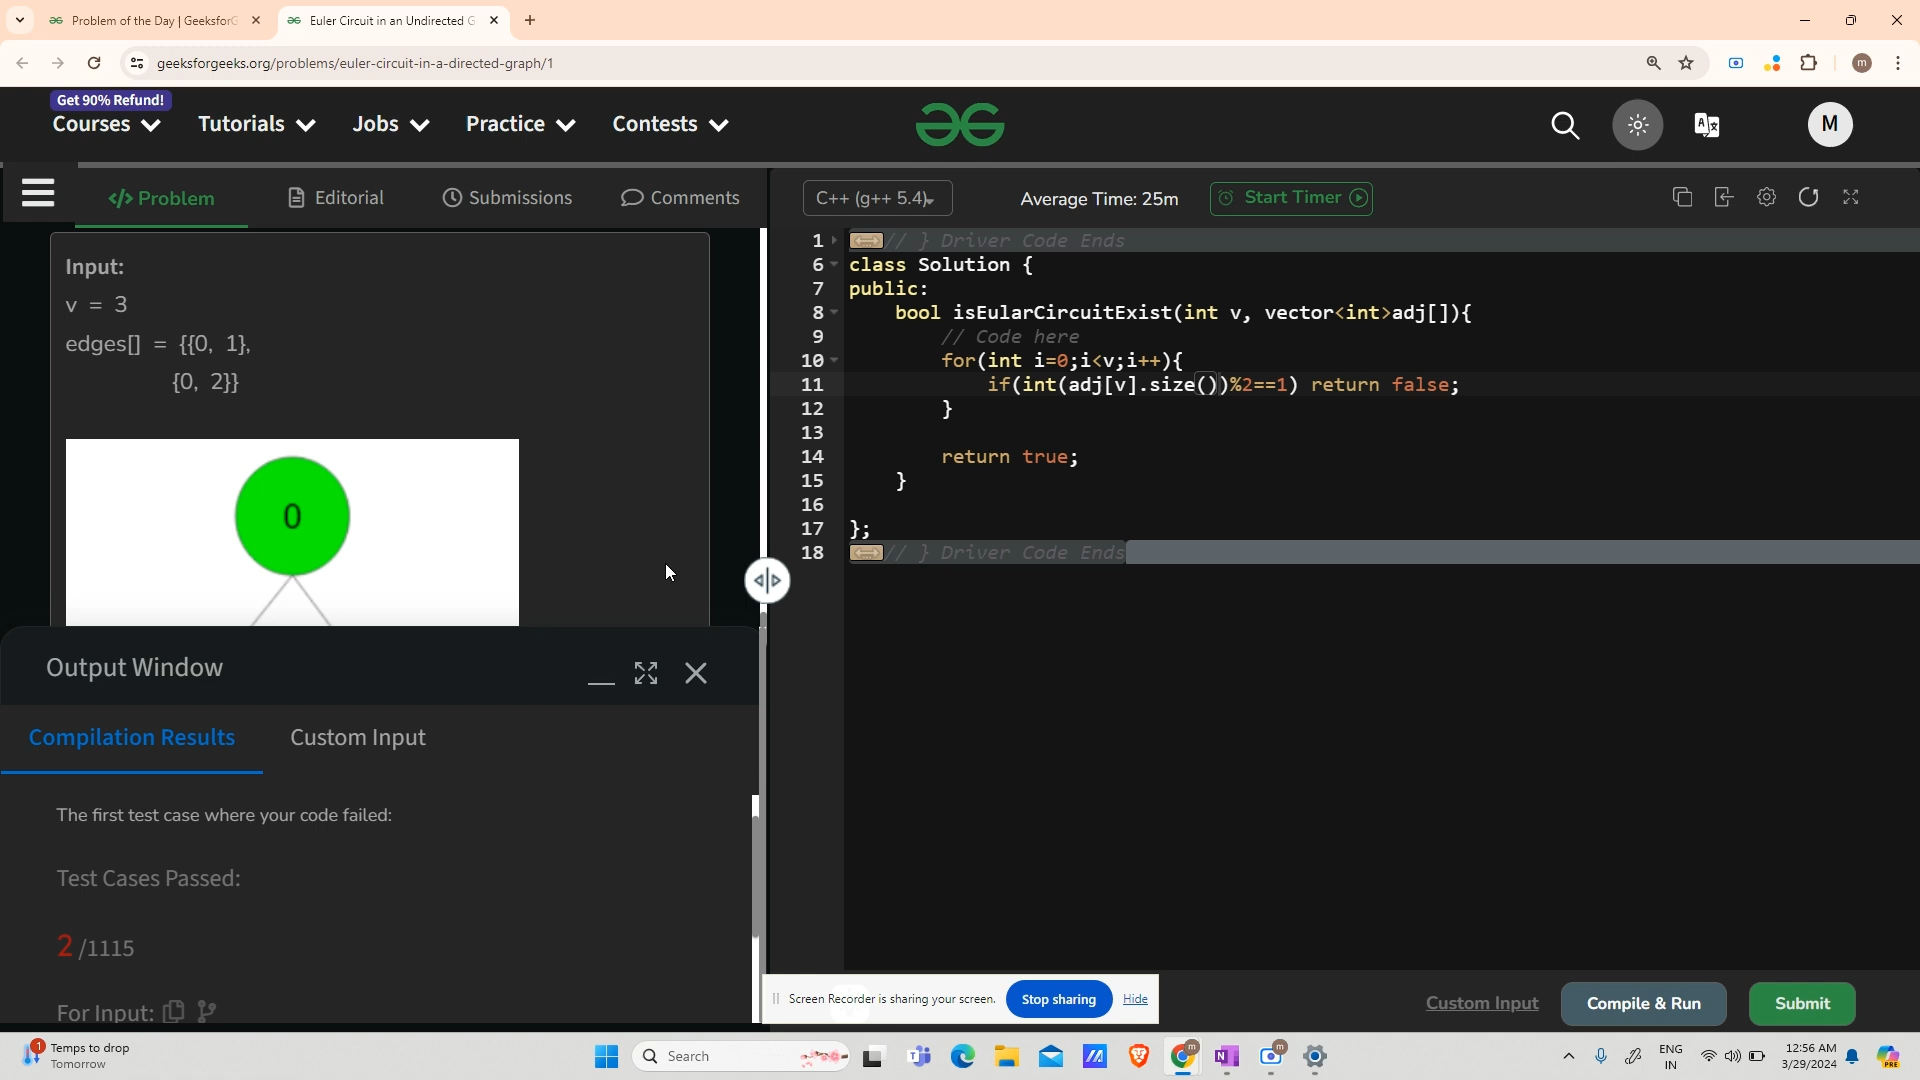 Problem of the Day | GeeksforG
Euler Circuit in an Undirected G
geeksforgeeks.org/problems/euler-circuit-in-a-directed-graph/1
m
Get 90% Refund!
Courses
Tutorials
Jobs
Practice
Contests
M
</> Problem
Editorial
Submissions
Comments
C++ (g++ 5.4)
Average Time: 25m
Start Timer
Input:
v = 3
edges[] = {{0, 1},
{0, 2}}
0
1 // } Driver Code Ends
6 class Solution {
7 public:
8 bool isEularCircuitExist(int v, vector<int>adj[]){
9 // Code here
10 for(int i=0;i<v;i++){
11 if(int(adj[v].size())%2==1) return false;
12 }
13
14 return true;
15 }
16
17 };
18 // } Driver Code Ends
Output Window
Compilation Results
Custom Input
The first test case where your code failed:
Test Cases Passed:
2 /1115
For Input:
Screen Recorder is sharing your screen.
Stop sharing
Hide
Custom Input
Compile & Run
Submit
1
Temps to drop
Tomorrow
Search
m
m
ENG
IN
12:56 AM
3/29/2024
PRE